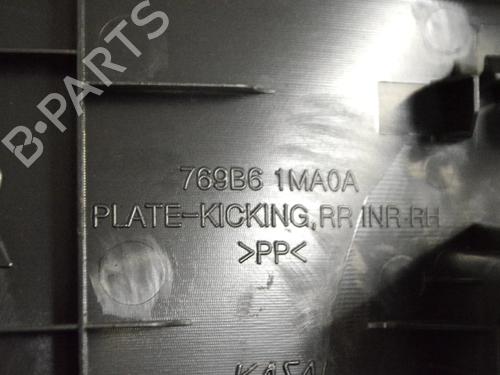 B-PARTS
769B6 1MA0A
PLATE-KICKING, RR INR-RH
>PP<